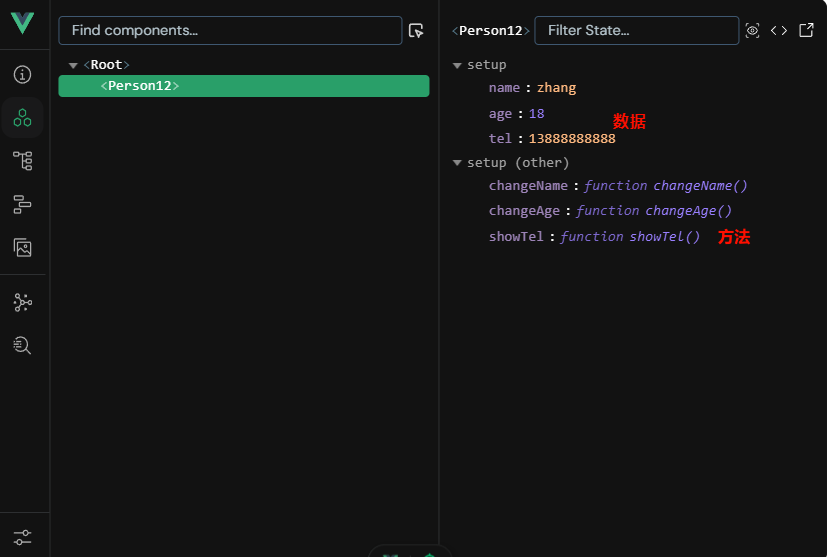 Find components...
<Root>
<Person12>
<Person12>
Filter State...
setup
name : zhang
age : 18
tel : 13888888888
数据
setup (other)
changeName : function changeName()
changeAge : function changeAge()
showTel : function showTel()
方法